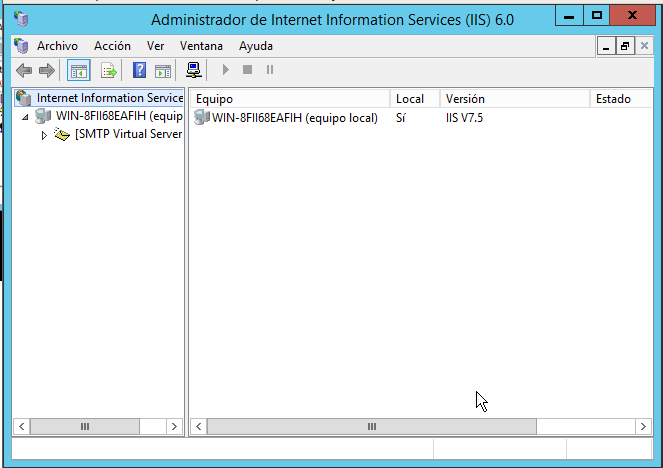 Administrador de Internet Information Services (IIS) 6.0
Archivo Acción Ver Ventana Ayuda
Internet Information Service
WIN-8FII68EAFIH (equip
[SMTP Virtual Server
Equipo Local Versión Estado
WIN-8FII68EAFIH (equipo local) Sí IIS V7.5